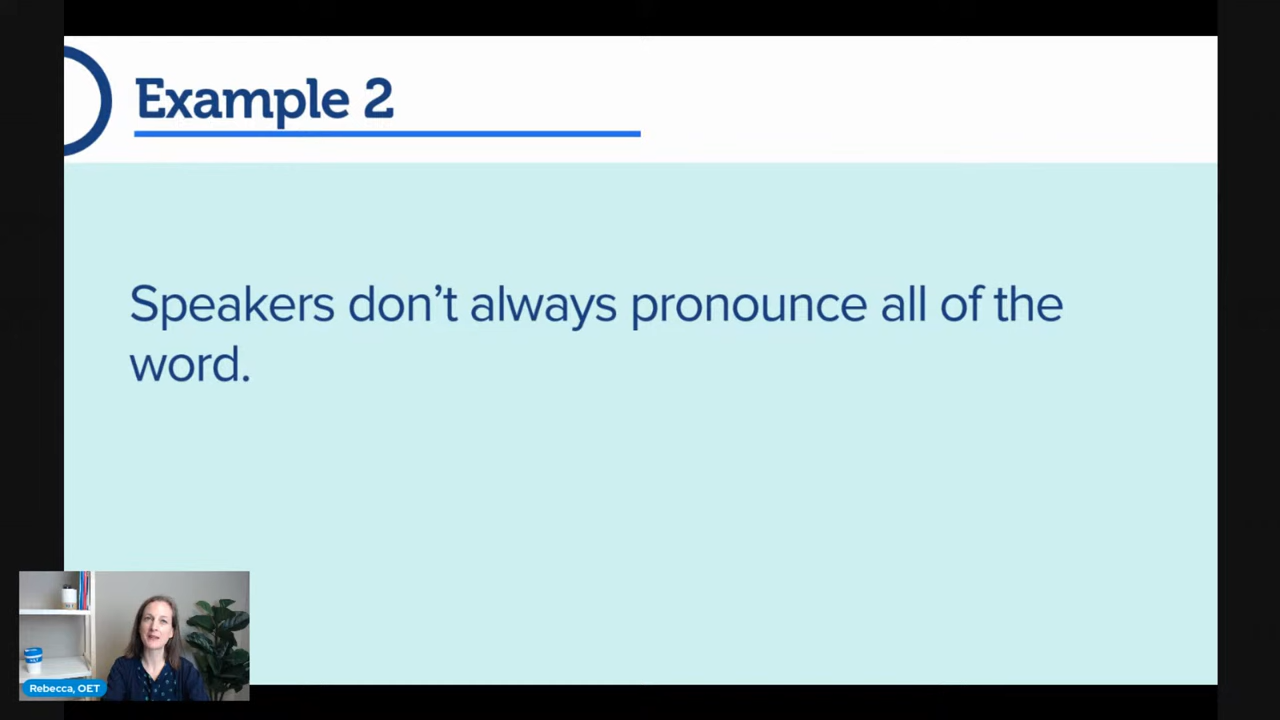 Example 2
Speakers don’t always pronounce all of the
word.
Rebecca, OET